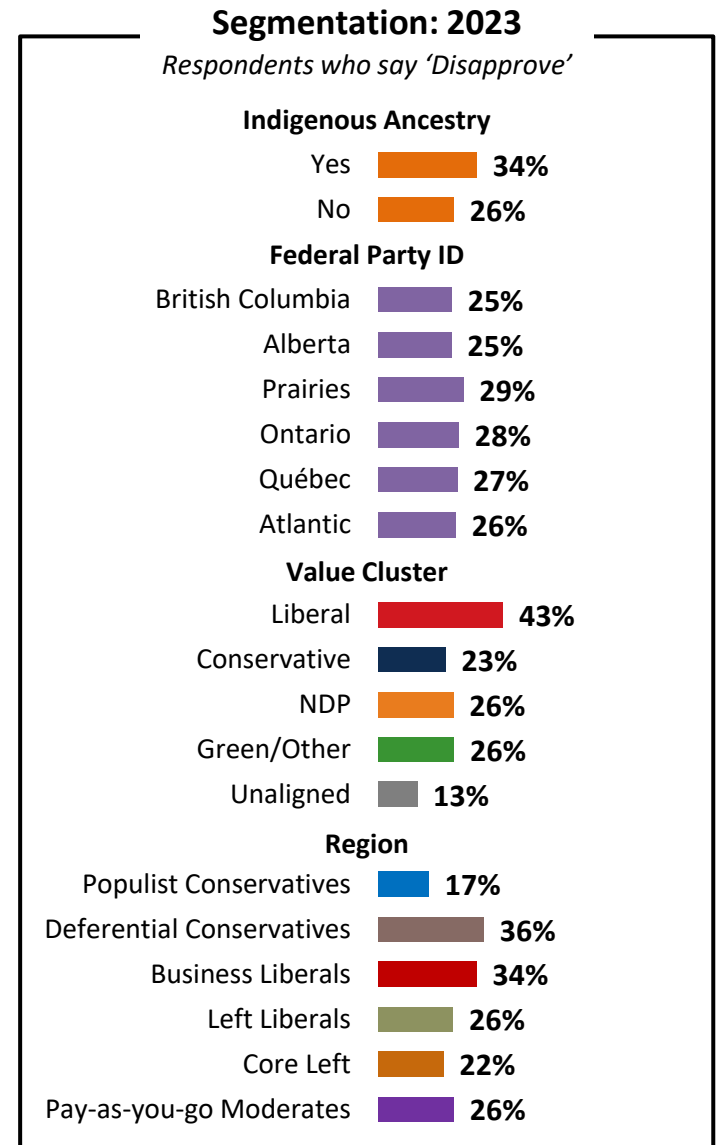 Segmentation: 2023
Respondents who say ‘Disapprove’
Indigenous Ancestry
Yes 34%
No 26%
Federal Party ID
British Columbia 25%
Alberta 25%
Prairies 29%
Ontario 28%
Québec 27%
Atlantic 26%
Value Cluster
Liberal 43%
Conservative 23%
NDP 26%
Green/Other 26%
Unaligned 13%
Region
Populist Conservatives 17%
Deferential Conservatives 36%
Business Liberals 34%
Left Liberals 26%
Core Left 22%
Pay-as-you-go Moderates 26%